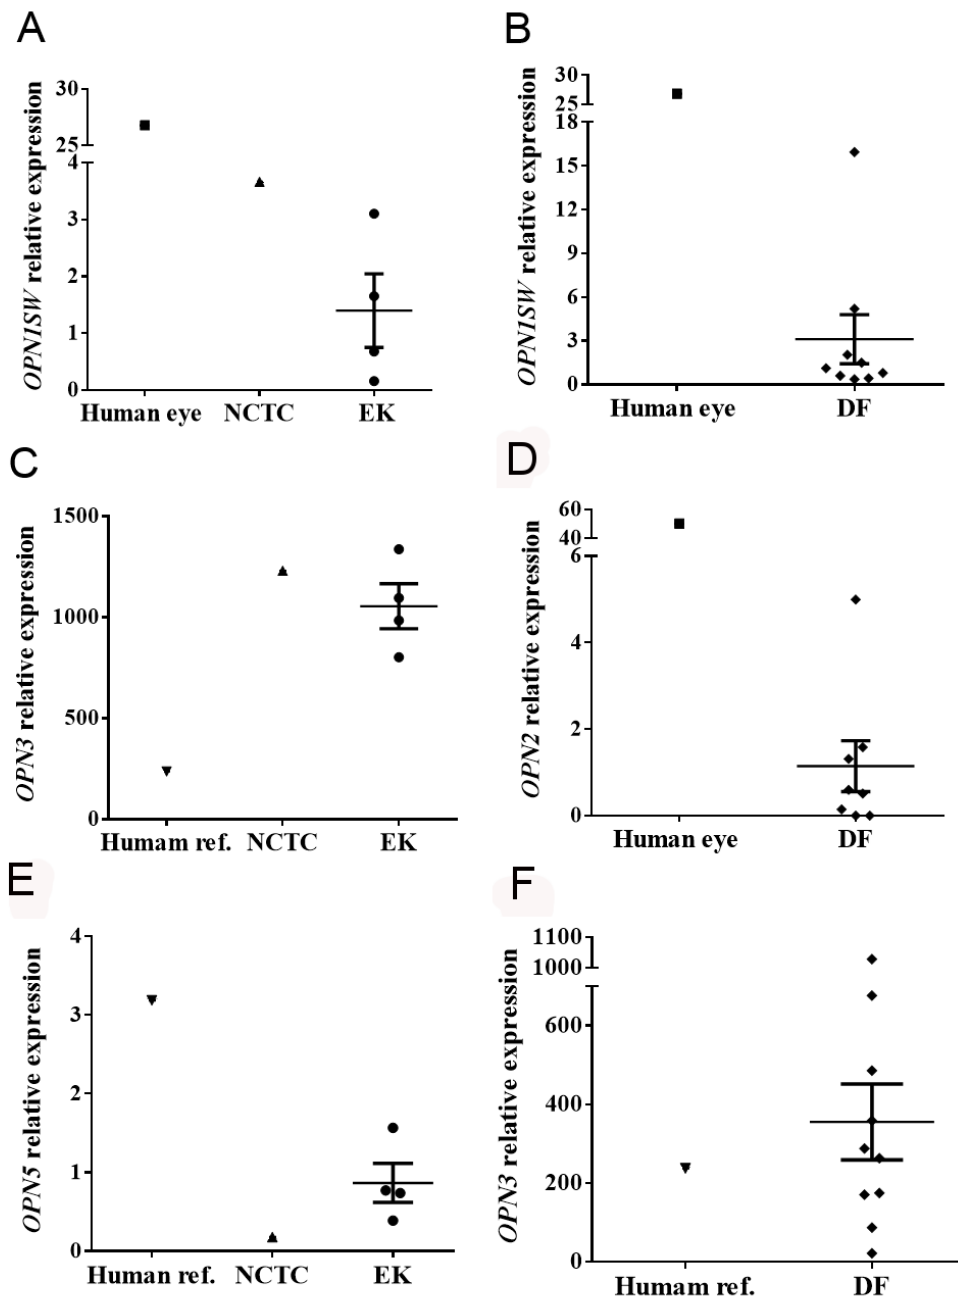 A
OPN1SW relative expression
30
25
4
3
2
1
0
Human eye NCTC EK
B
OPN1SW relative expression
30
25
18
15
12
9
6
3
0
Human eye DF
C
OPN3 relative expression
1500
1000
500
0
Humam ref. NCTC EK
D
OPN2 relative expression
60
40
6
4
2
0
Human eye DF
E
OPN5 relative expression
4
3
2
1
0
Human ref. NCTC EK
F
OPN3 relative expression
1100
1000
600
400
200
0
Humam ref. DF